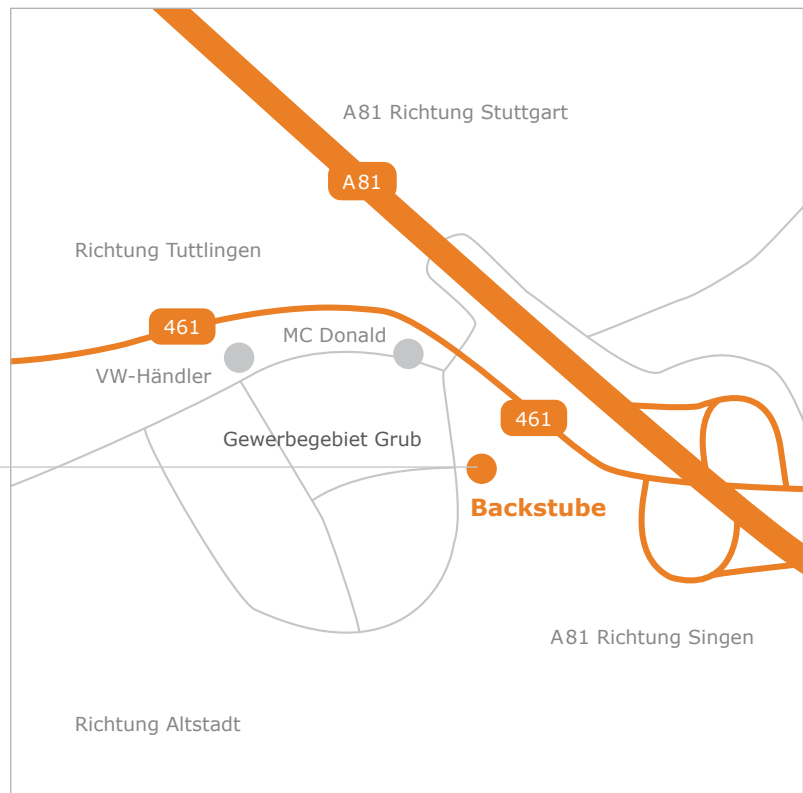 A81 Richtung Stuttgart
A81
Richtung Tuttlingen
461
MC Donald
VW-Händler
461
Gewerbegebiet Grub
Backstube
A81 Richtung Singen
Richtung Altstadt